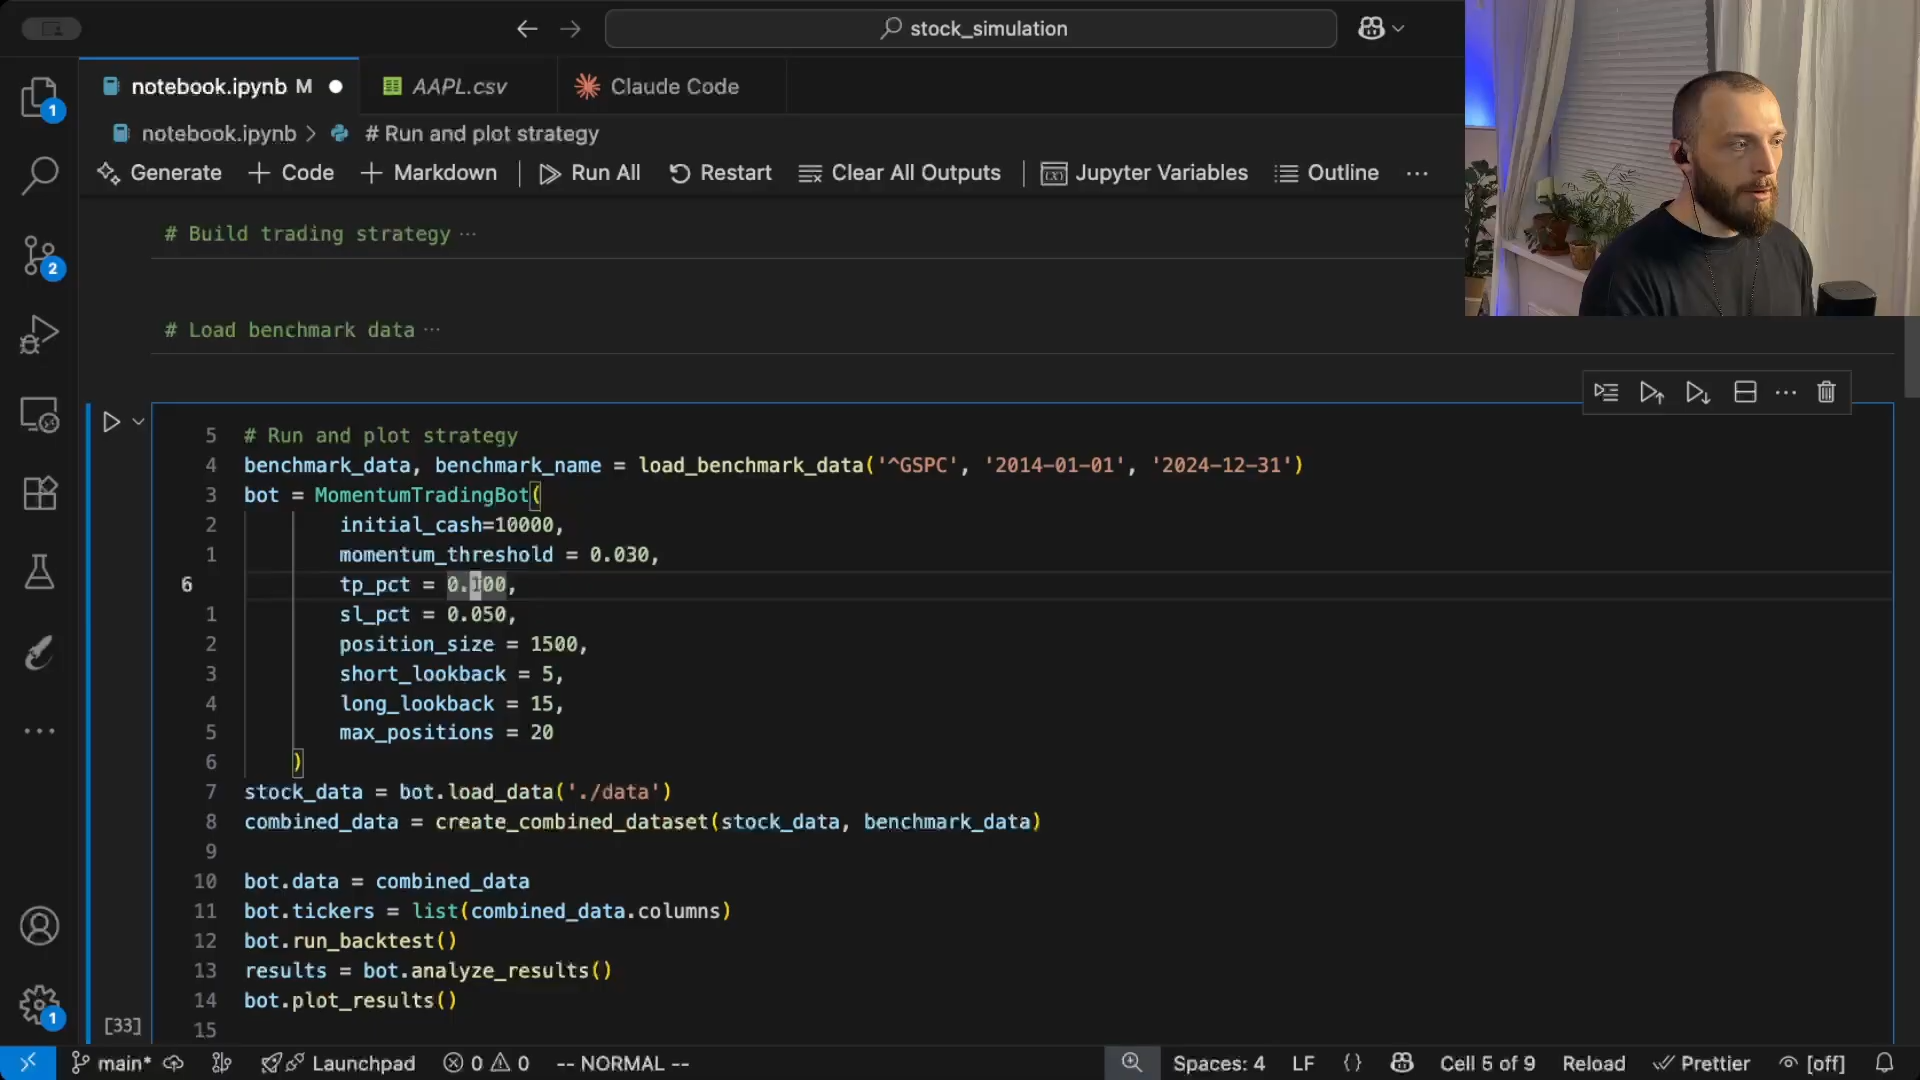 stock_simulation
notebook.ipynb M
AAPL.csv
Claude Code
notebook.ipynb > # Run and plot strategy
Generate + Code + Markdown | Run All Restart Clear All Outputs | Jupyter Variables Outline ...
# Build trading strategy ...
# Load benchmark data ...
5 # Run and plot strategy
4 benchmark_data, benchmark_name = load_benchmark_data('^GSPC', '2014-01-01', '2024-12-31')
3 bot = MomentumTradingBot(
2 initial_cash=10000,
1 momentum_threshold = 0.030,
6 tp_pct = 0.100,
1 sl_pct = 0.050,
2 position_size = 1500,
3 short_lookback = 5,
4 long_lookback = 15,
5 max_positions = 20
6 )
7 stock_data = bot.load_data('./data')
8 combined_data = create_combined_dataset(stock_data, benchmark_data)
9
10 bot.data = combined_data
11 bot.tickers = list(combined_data.columns)
12 bot.run_backtest()
13 results = bot.analyze_results()
14 bot.plot_results()
[33] 15
1
2
1
main* Launchpad 0 0 -- NORMAL -- Spaces: 4 LF {} Cell 5 of 9 Reload Prettier [off]